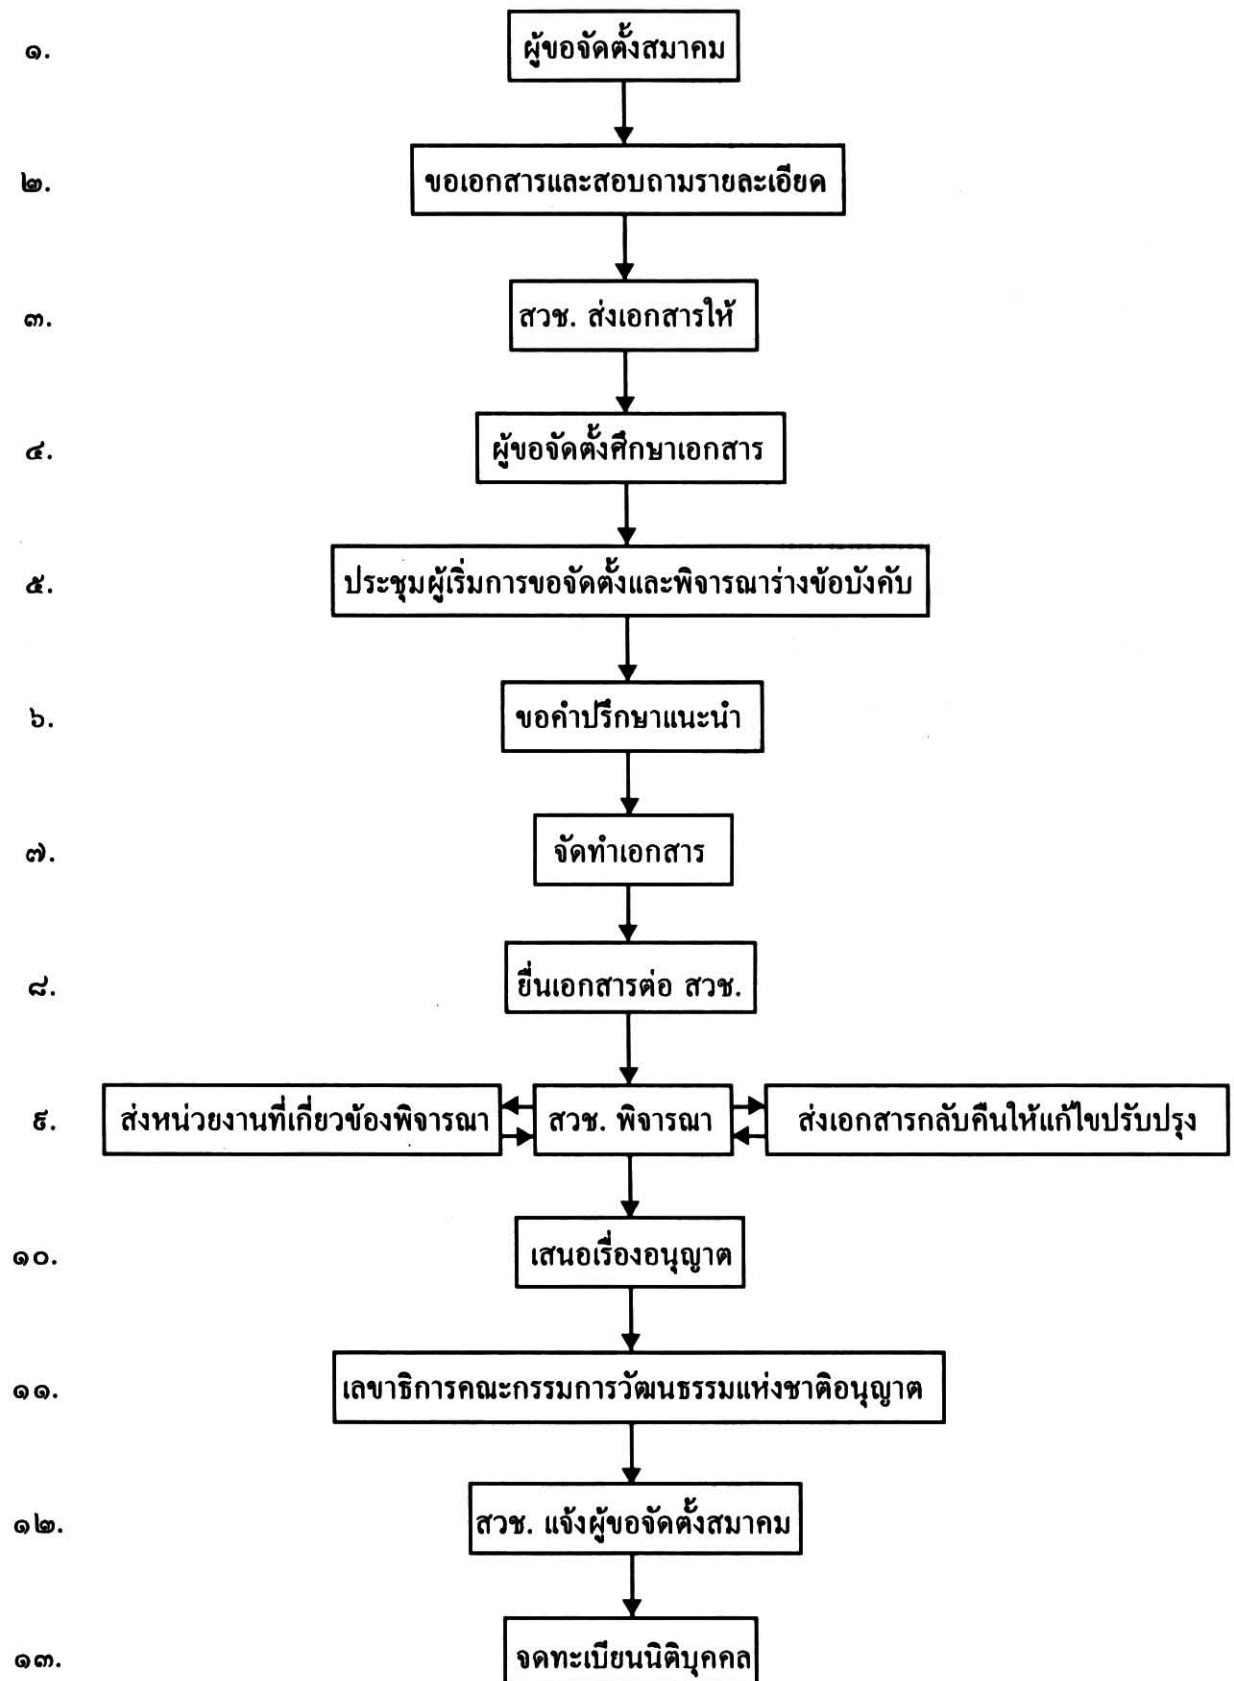 ๑. ผู้ขอจัดตั้งสมาคม
๒. ขอเอกสารและสอบถามรายละเอียด
๓. สวช. ส่งเอกสารให้
๔. ผู้ขอจัดตั้งศึกษาเอกสาร
๕. ประชุมผู้เริ่มการขอจัดตั้งและพิจารณาร่างข้อบังคับ
๖. ขอคำปรึกษาแนะนำ
๗. จัดทำเอกสาร
๘. ยื่นเอกสารต่อ สวช.
๙. ส่งหน่วยงานที่เกี่ยวข้องพิจารณา สวช. พิจารณา ส่งเอกสารกลับคืนให้แก้ไขปรับปรุง
๑๐. เสนอเรื่องอนุญาต
๑๑. เลขาธิการคณะกรรมการวัฒนธรรมแห่งชาติอนุญาต
๑๒. สวช. แจ้งผู้ขอจัดตั้งสมาคม
๑๓. จดทะเบียนนิติบุคคล